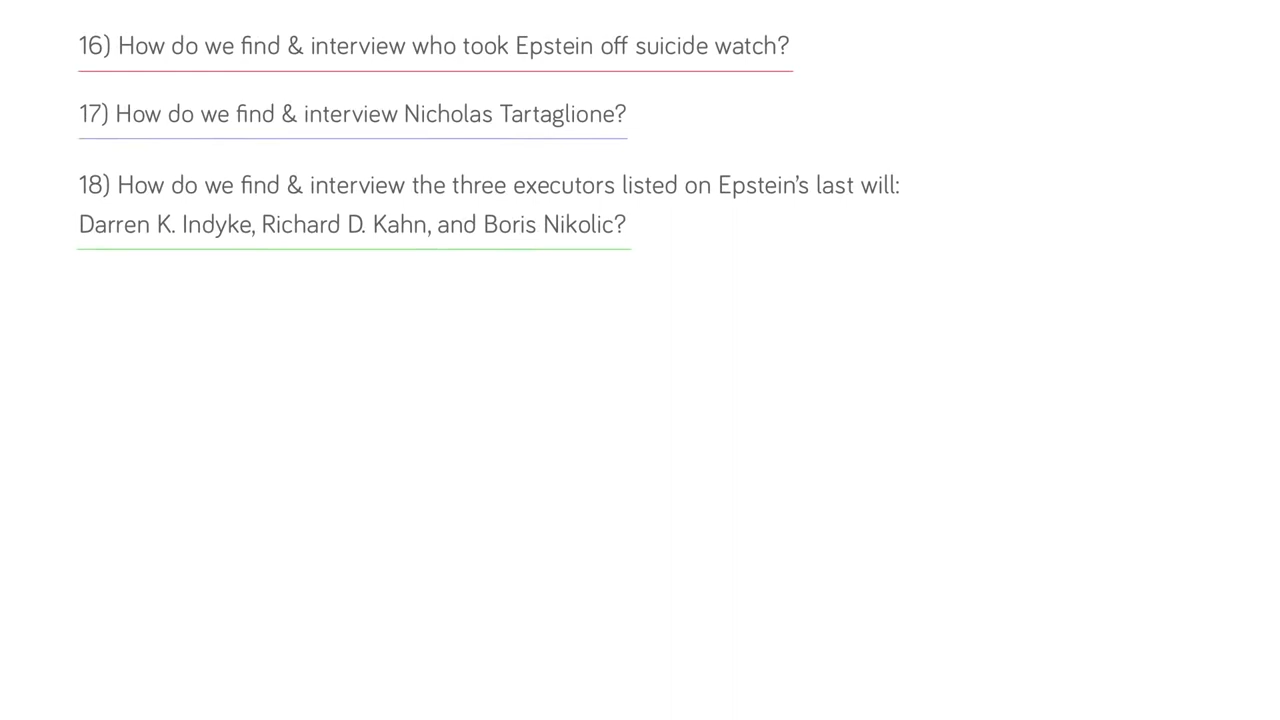 16) How do we find & interview who took Epstein off suicide watch?
17) How do we find & interview Nicholas Tartaglione?
18) How do we find & interview the three executors listed on Epstein’s last will:
Darren K. Indyke, Richard D. Kahn, and Boris Nikolic?